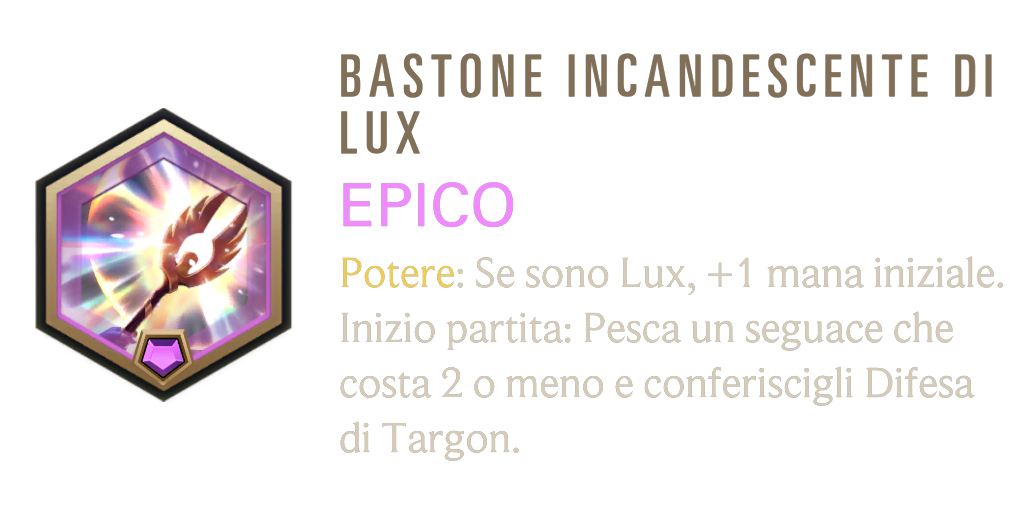 BASTONE INCANDESCENTE DI
LUX
EPICO
Potere: Se sono Lux, +1 mana iniziale.
Inizio partita: Pesca un seguace che
costa 2 o meno e conferiscigli Difesa
di Targon.